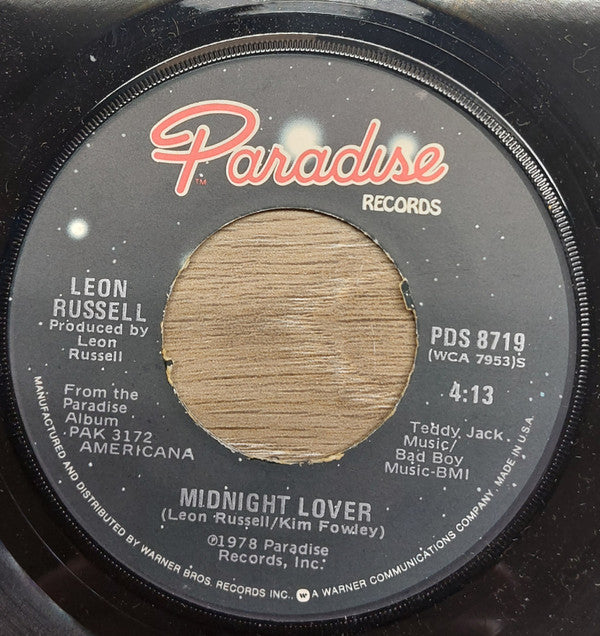 Paradise
TM
RECORDS
LEON
RUSSELL
Produced by
Leon
Russell
From the
Paradise
Album
PAK 3172
AMERICANA
PDS 8719
(WCA 7953)S
4:13
Teddy Jack
Music/
Bad Boy
Music-BMI
MIDNIGHT LOVER
(Leon Russell/Kim Fowley)
℗1978 Paradise
Records, Inc.
MANUFACTURED AND DISTRIBUTED BY WARNER BROS. RECORDS INC., W A WARNER COMMUNICATIONS COMPANY. MADE IN U.S.A.